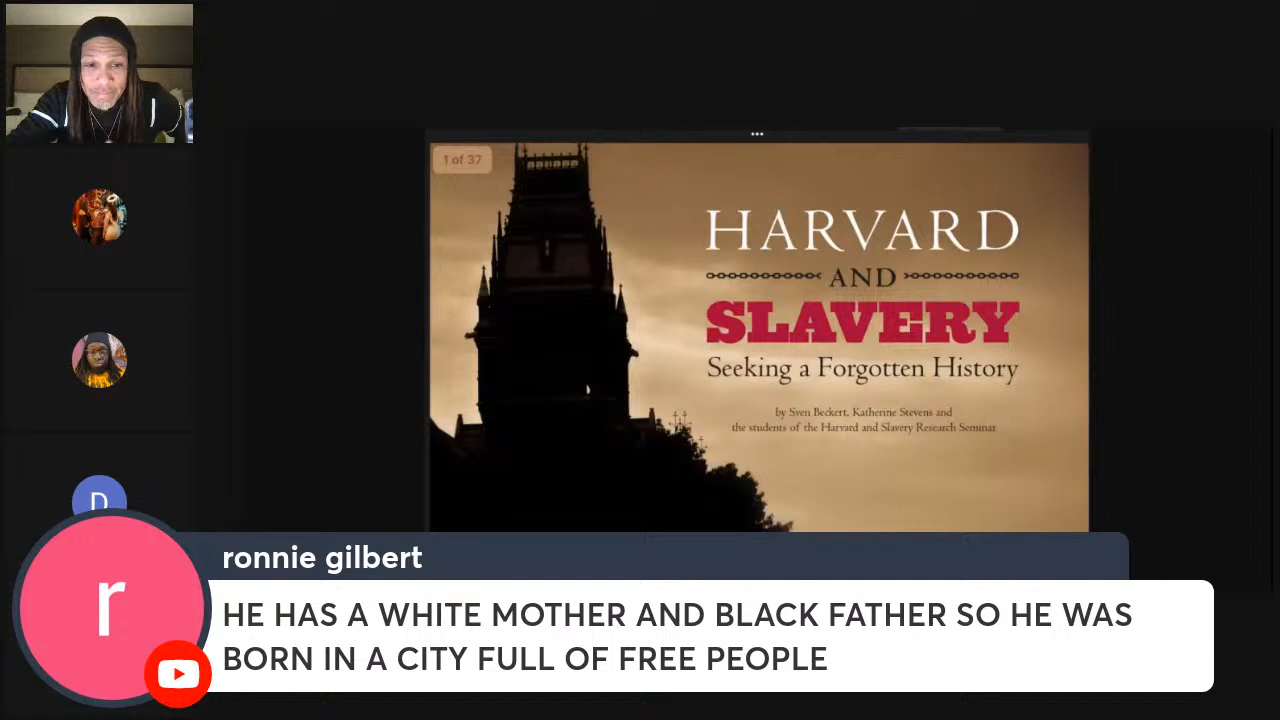 1 of 37
HARVARD
AND
SLAVERY
Seeking a Forgotten History
by Sven Beckert, Katherine Stevens and
the students of the Harvard and Slavery Research Seminar
D
r
ronnie gilbert
HE HAS A WHITE MOTHER AND BLACK FATHER SO HE WAS
BORN IN A CITY FULL OF FREE PEOPLE